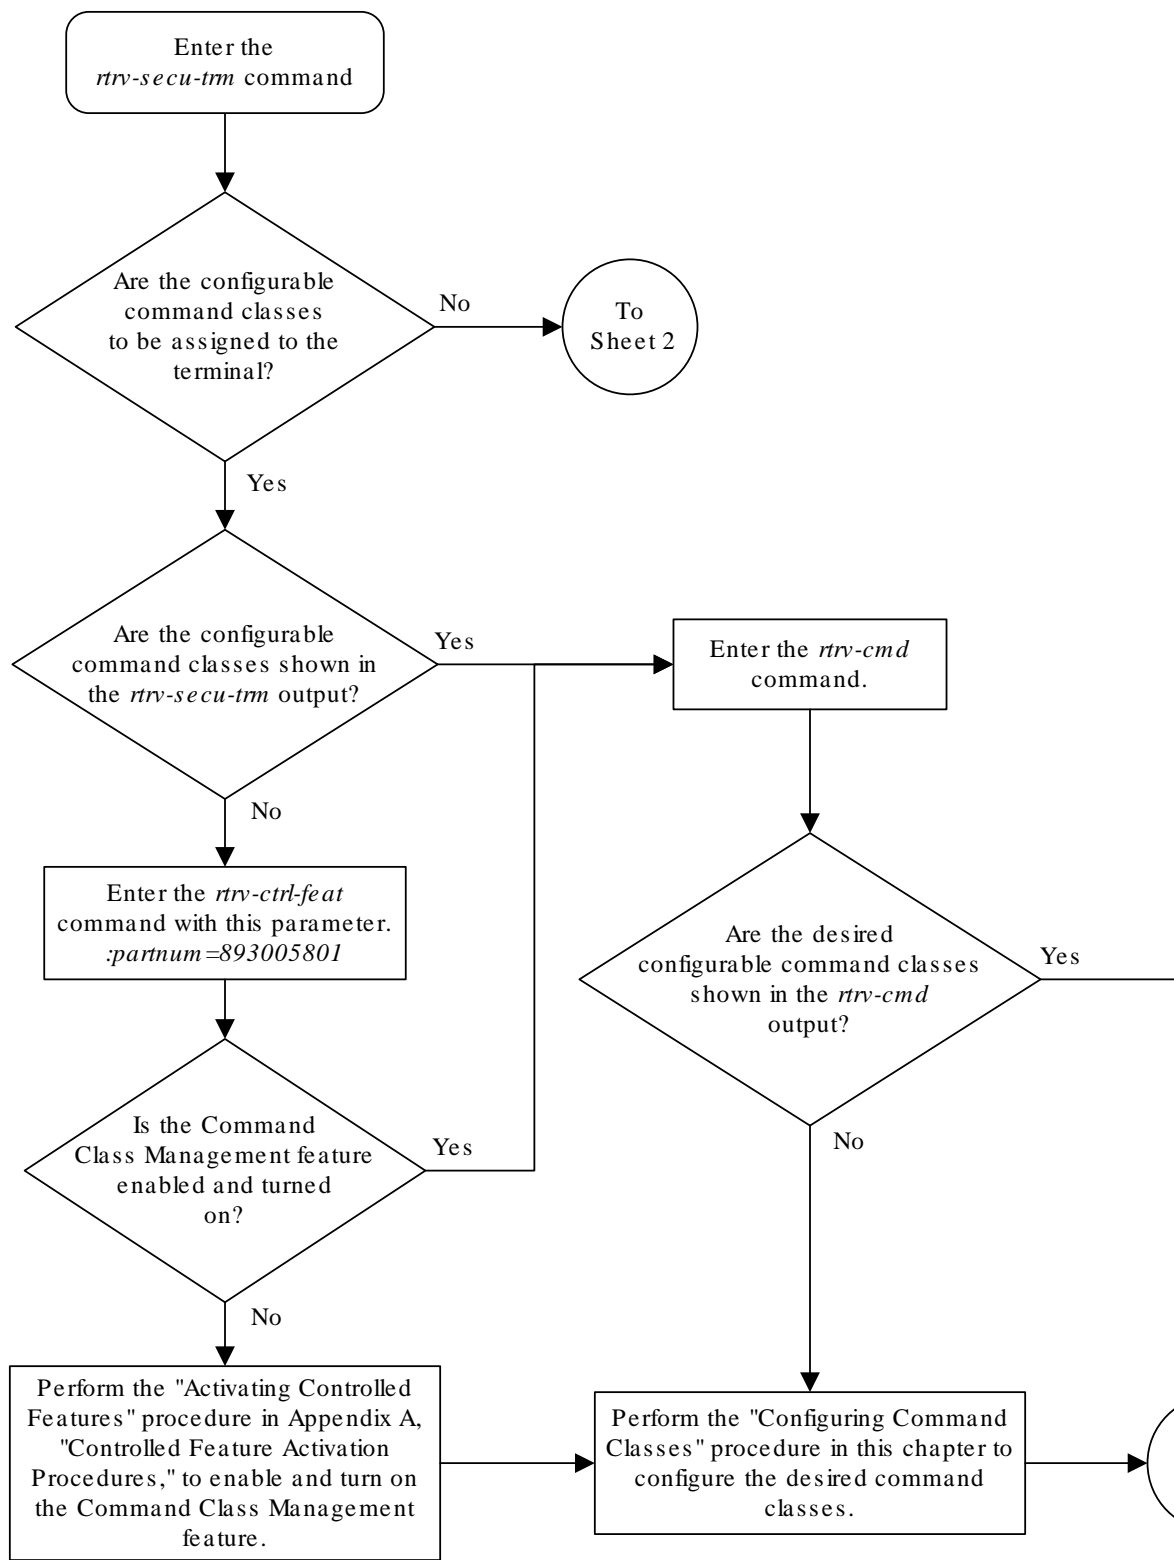 Enter the
rtrv-secu-trm command
Are the configurable
command classes
to be assigned to the
terminal?
No
To
Sheet 2
Yes
Are the configurable
command classes shown in
the rtrv-secu-trm output?
Yes
Enter the rtrv-cmd
command.
No
Enter the rtrv-ctrl-feat
command with this parameter.
:partnum=893005801
Are the desired
configurable command classes
shown in the rtrv-cmd
output?
Yes
Is the Command
Class Management feature
enabled and turned
on?
Yes
No
No
Perform the "Activating Controlled
Features" procedure in Appendix A,
"Controlled Feature Activation
Procedures," to enable and turn on
the Command Class Management
feature.
Perform the "Configuring Command
Classes" procedure in this chapter to
configure the desired command
classes.